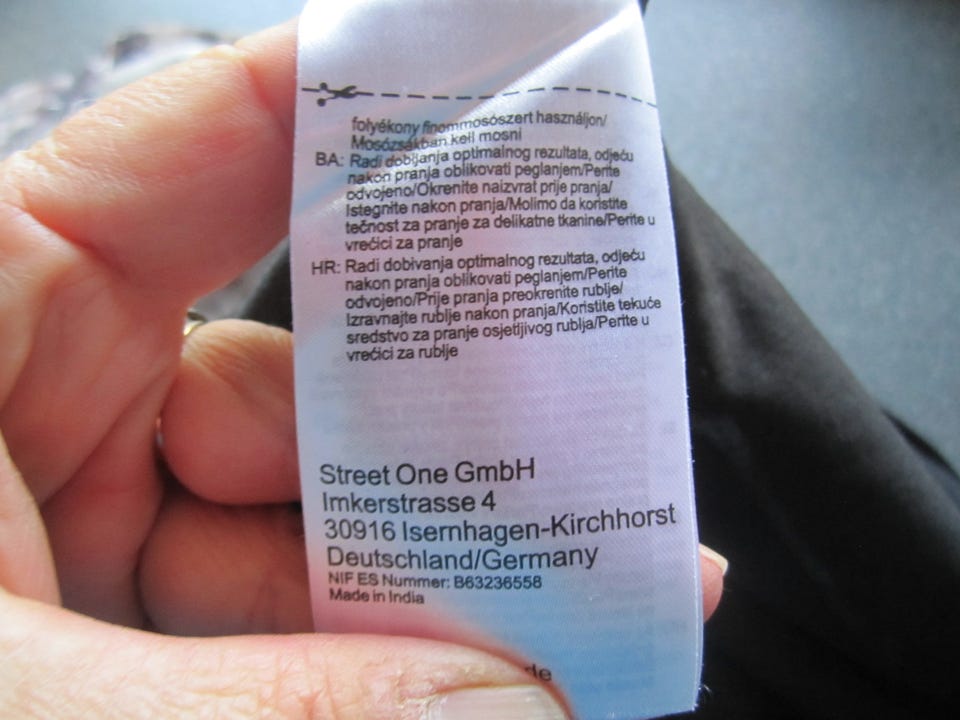 folyékony finommosószert használjon/
Mosózsákban kell mosni
BA: Radi dobijanja optimalnog rezultata, odjeću
nakon pranja oblikovati peglanjem/Perite
odvojeno/Okrenite naizvrat prije pranja/
Istegnite nakon pranja/Molimo da koristite
tečnost za pranje za delikatne tkanine/Perite u
vrećici za pranje
HR: Radi dobivanja optimalnog rezultata, odjeću
nakon pranja oblikovati peglanjem/Perite
odvojeno/Prije pranja preokrenite rublje/
Izravnajte rublje nakon pranja/Koristite tekuće
sredstvo za pranje osjetljivog rublja/Perite u
vrećici za rublje
Street One GmbH
Imkerstrasse 4
30916 Isernhagen-Kirchhorst
Deutschland/Germany
NIF ES Nummer: B63236558
Made in India